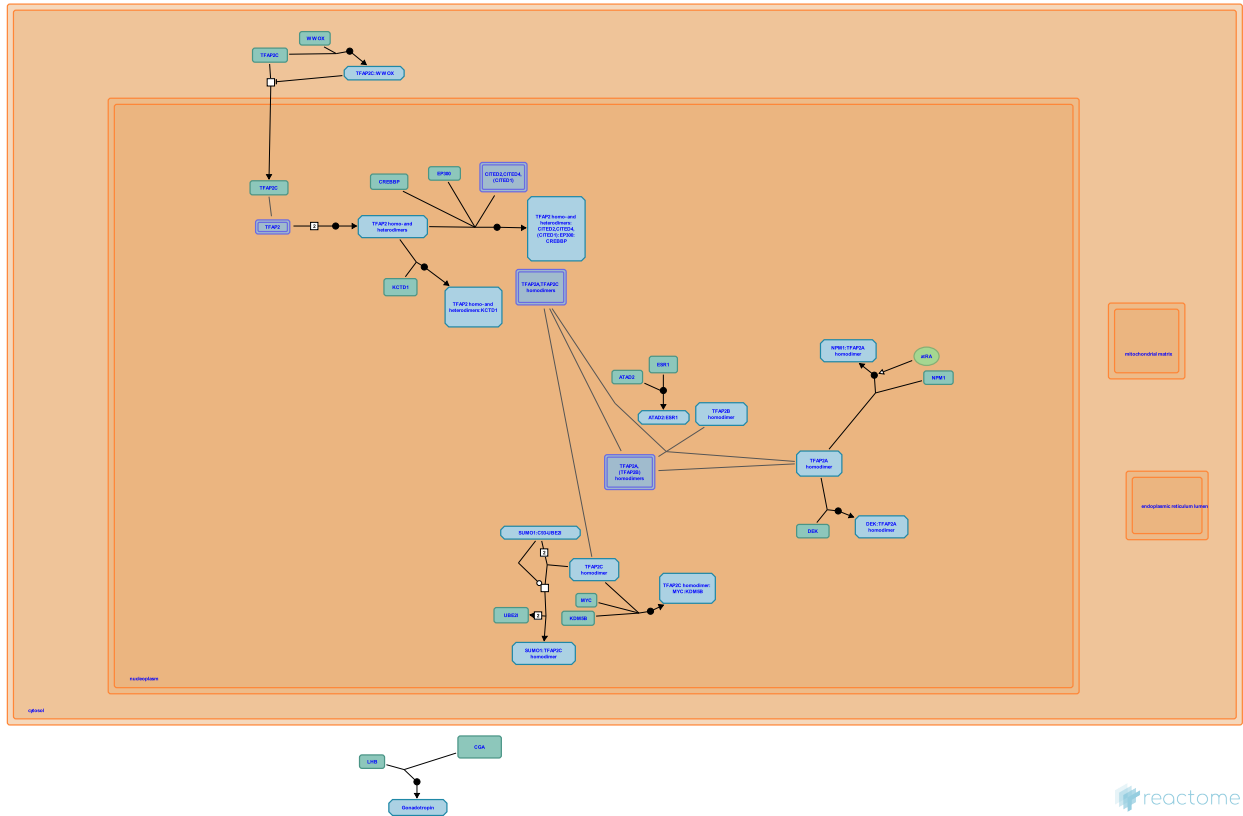 WWOX
TFAP2C
TFAP2C:WWOX
TFAP2C
TFAP2
2
TFAP2 homo- and
heterodimers
CREBBP
EP300
CITED2,CITED4,
(CITED1)
TFAP2 homo- and
heterodimers:
CITED2,CITED4,
(CITED1):EP300:
CREBBP
KCTD1
TFAP2 homo- and
heterodimers:KCTD1
TFAP2A,TFAP2C
homodimers
ESR1
ATAD2
ATAD2:ESR1
TFAP2B
homodimer
NPM1:TFAP2A
homodimer
atRA
NPM1
TFAP2A,
(TFAP2B)
homodimers
TFAP2A
homodimer
DEK
DEK:TFAP2A
homodimer
SUMO1:C93-UBE2I
2
TFAP2C
homodimer
MYC
KDM5B
TFAP2C homodimer:
MYC:KDM5B
UBE2I
2
SUMO1:TFAP2C
homodimer
mitochondrial matrix
endoplasmic reticulum lumen
nucleoplasm
cytosol
LHB
CGA
Gonadotropin
reactome